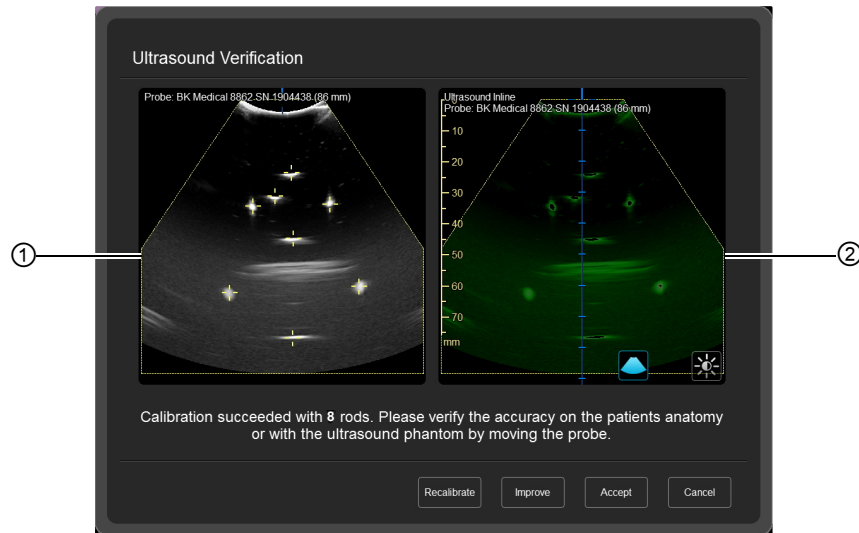 Ultrasound Verification
Probe: BK Medical 8862 SN 1904438 (86 mm)
Ultrasound Inline
Probe: BK Medical 8862 SN 1904438 (86 mm)
10
20
30
40
50
60
70
mm
①
②
Calibration succeeded with 8 rods. Please verify the accuracy on the patients anatomy
or with the ultrasound phantom by moving the probe.
Recalibrate Improve Accept Cancel